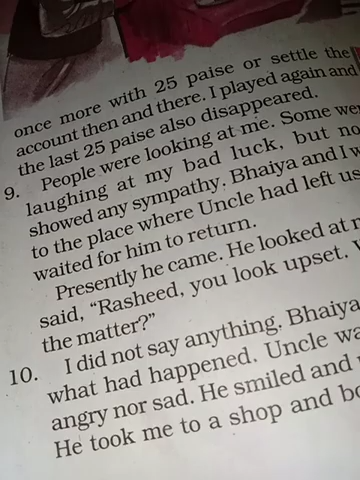 once more with 25 paise or settle the
account then and there. I played again and
the last 25 paise also disappeared.
9. People were looking at me. Some
laughing at my bad luck, but
showed any sympathy. Bhaiya and I
to the place where Uncle had left us
waited for him to return.
Presently he came. He looked at
said, “Rasheed, you look upset.
the matter?”
10. I did not say anything. Bhaiya
what had happened. Uncle
angry nor sad. He smiled and
He took me to a shop and